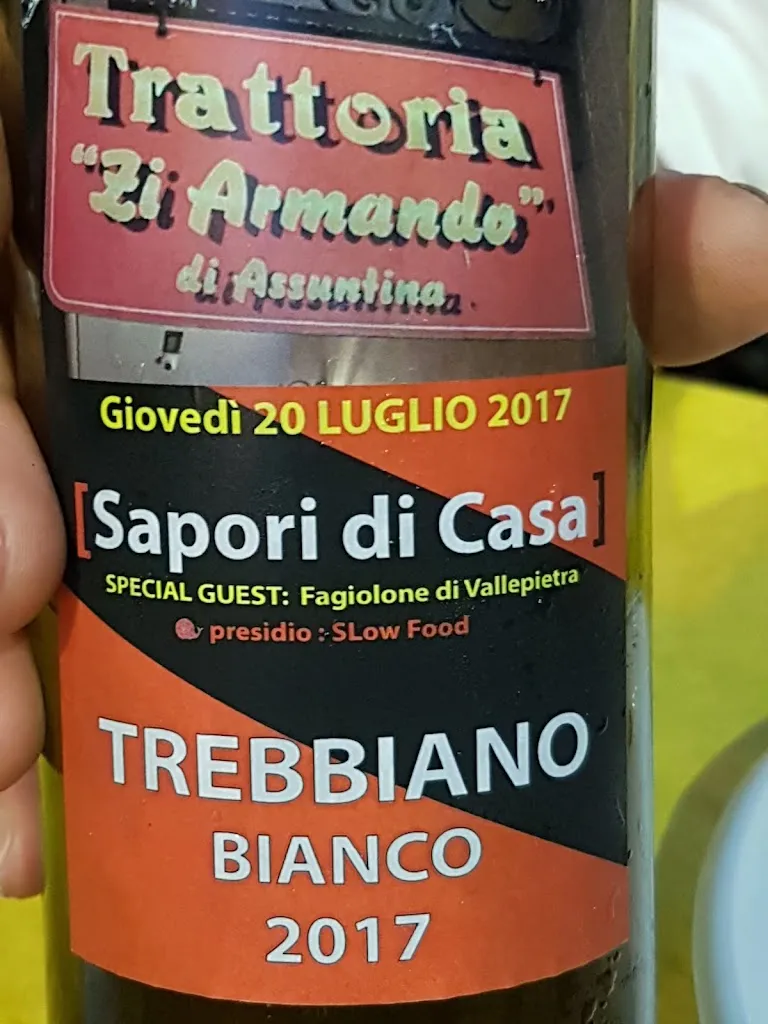 Trattoria
"Zi Armando"
di Assuntina
Giovedì 20 LUGLIO 2017
[Sapori di Casa]
SPECIAL GUEST: Fagiolone di Vallepietra
presidio : SLow Food
TREBBIANO
BIANCO
2017